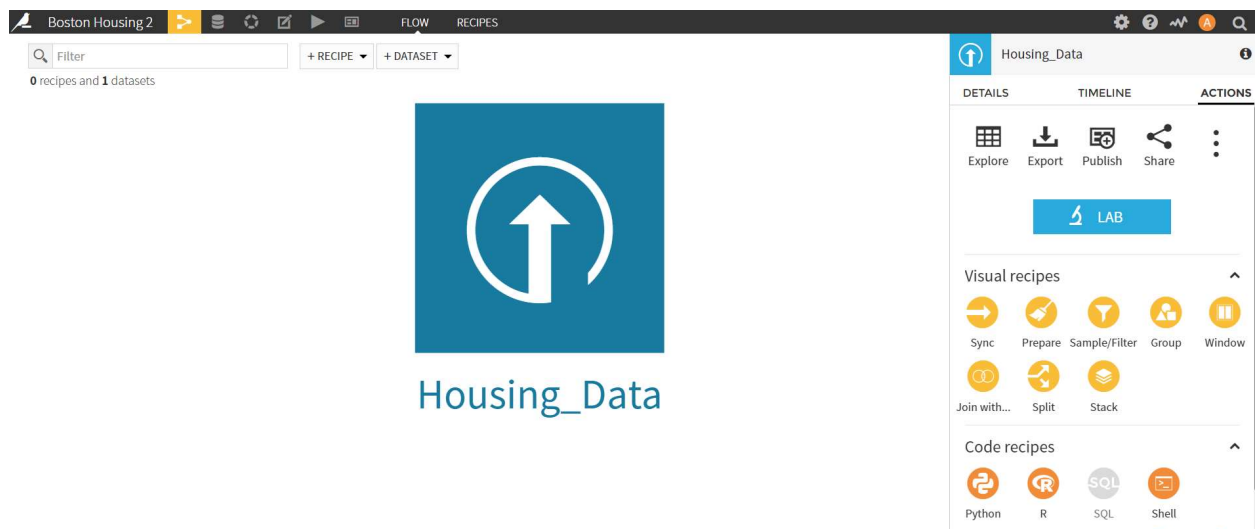 Boston Housing 2 FLOW RECIPES A
Filter + RECIPE + DATASET
0 recipes and 1 datasets
Housing_Data
Housing_Data
DETAILS TIMELINE ACTIONS
Explore Export Publish Share
LAB
Visual recipes
Sync Prepare Sample/Filter Group Window
Join with... Split Stack
Code recipes
SQL
Python R SQL Shell